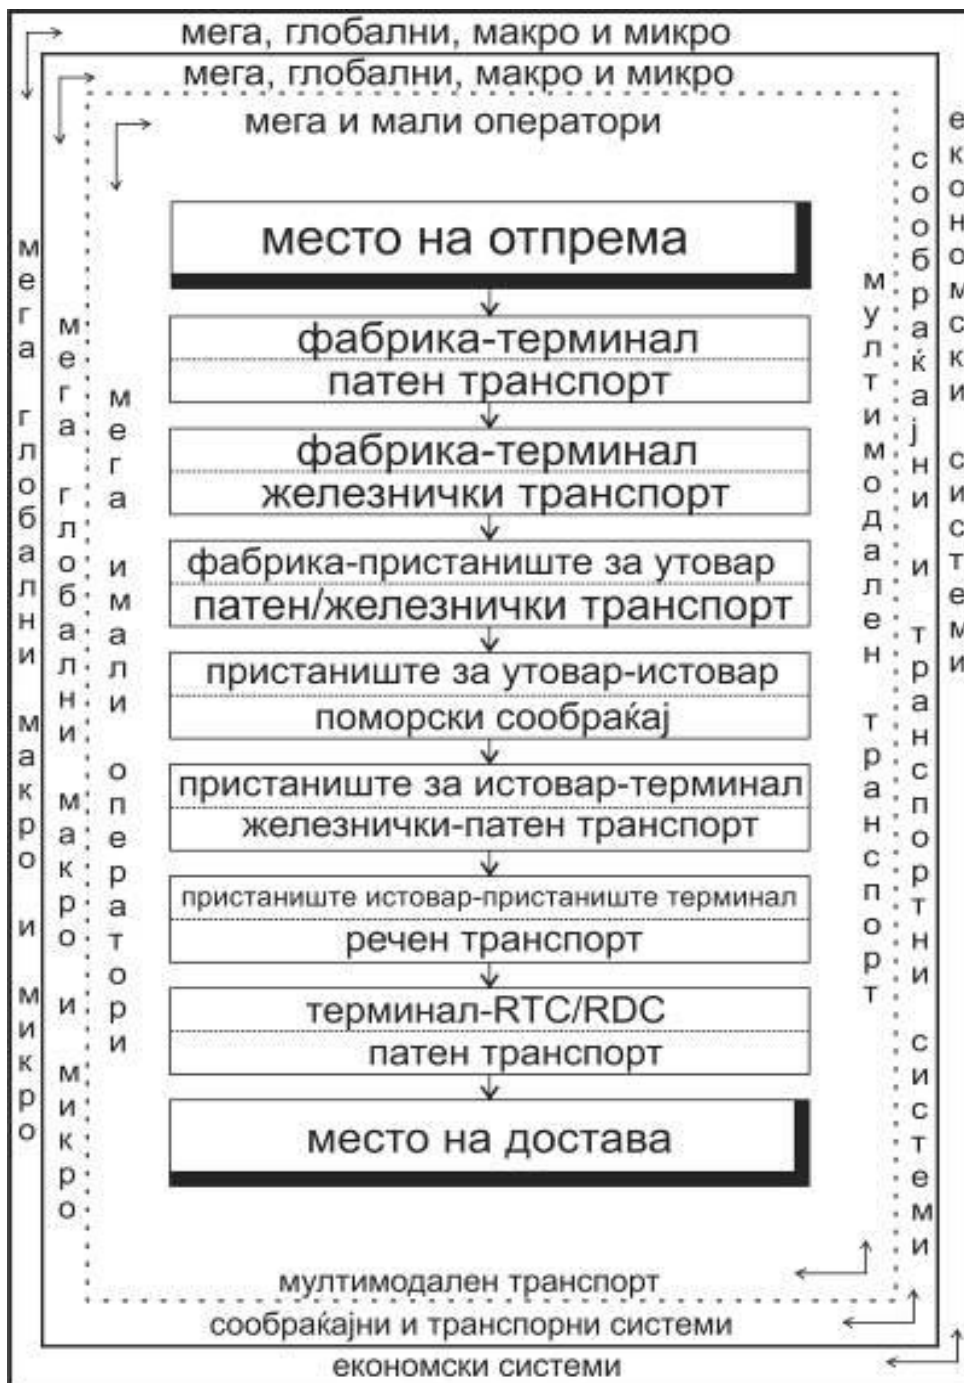 мега, глобални, макро и микро
мега, глобални, макро и микро
мега и мали оператори
место на отпрема
фабрика-терминал
патен транспорт
фабрика-терминал
железнички транспорт
фабрика-пристаниште за утовар
патен/железнички транспорт
пристаниште за утовар-истовар
поморски сообраќај
пристаниште за истовар-терминал
железнички-патен транспорт
пристаниште истовар-пристаниште терминал
речен транспорт
терминал-RTC/RDC
патен транспорт
место на достава
мултимодален транспорт
сообраќајни и транспорни системи
економски системи
мега глобални макро и микро
мега глобални макро и микро
мега имали оператори
мултимодален транспорт
сообраќајни и транспортни системи
економски системи